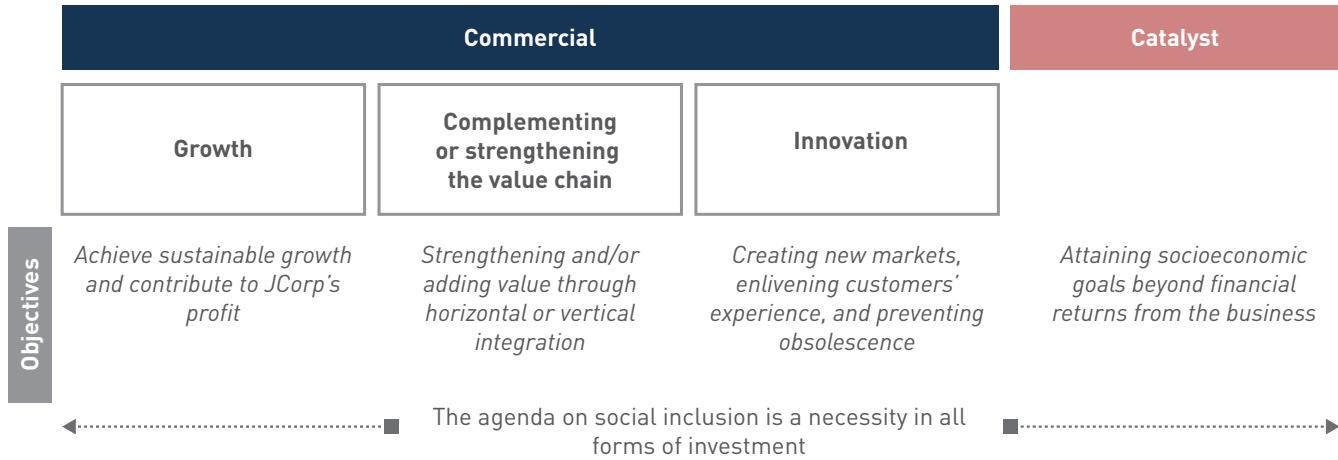 Commercial
Catalyst
Growth
Complementing
or strengthening
the value chain
Innovation
Objectives
Achieve sustainable growth
and contribute to JCorp's
profit
Strengthening and/or
adding value through
horizontal or vertical
integration
Creating new markets,
enlivening customers'
experience, and preventing
obsolescence
Attaining socioeconomic
goals beyond financial
returns from the business
The agenda on social inclusion is a necessity in all
forms of investment